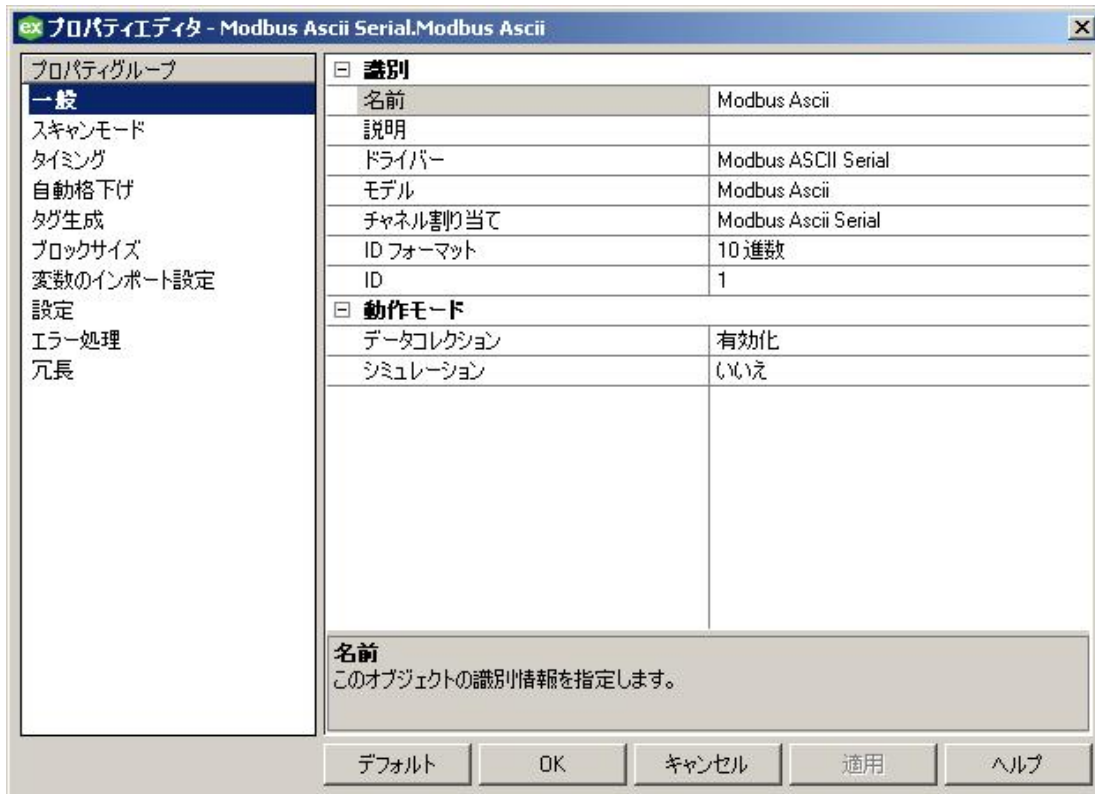 ex プロパティエディタ - Modbus Ascii Serial.Modbus Ascii
プロパティグループ
一般
スキャンモード
タイミング
自動格下げ
タグ生成
ブロックサイズ
変数のインポート設定
設定
エラー処理
冗長
識別
名前 Modbus Ascii
説明
ドライバー Modbus ASCII Serial
モデル Modbus Ascii
チャネル割り当て Modbus Ascii Serial
ID フォーマット 10 進数
ID 1
動作モード
データコレクション 有効化
シミュレーション いいえ
名前
このオブジェクトの識別情報を指定します。
デフォルト OK キャンセル 適用 ヘルプ